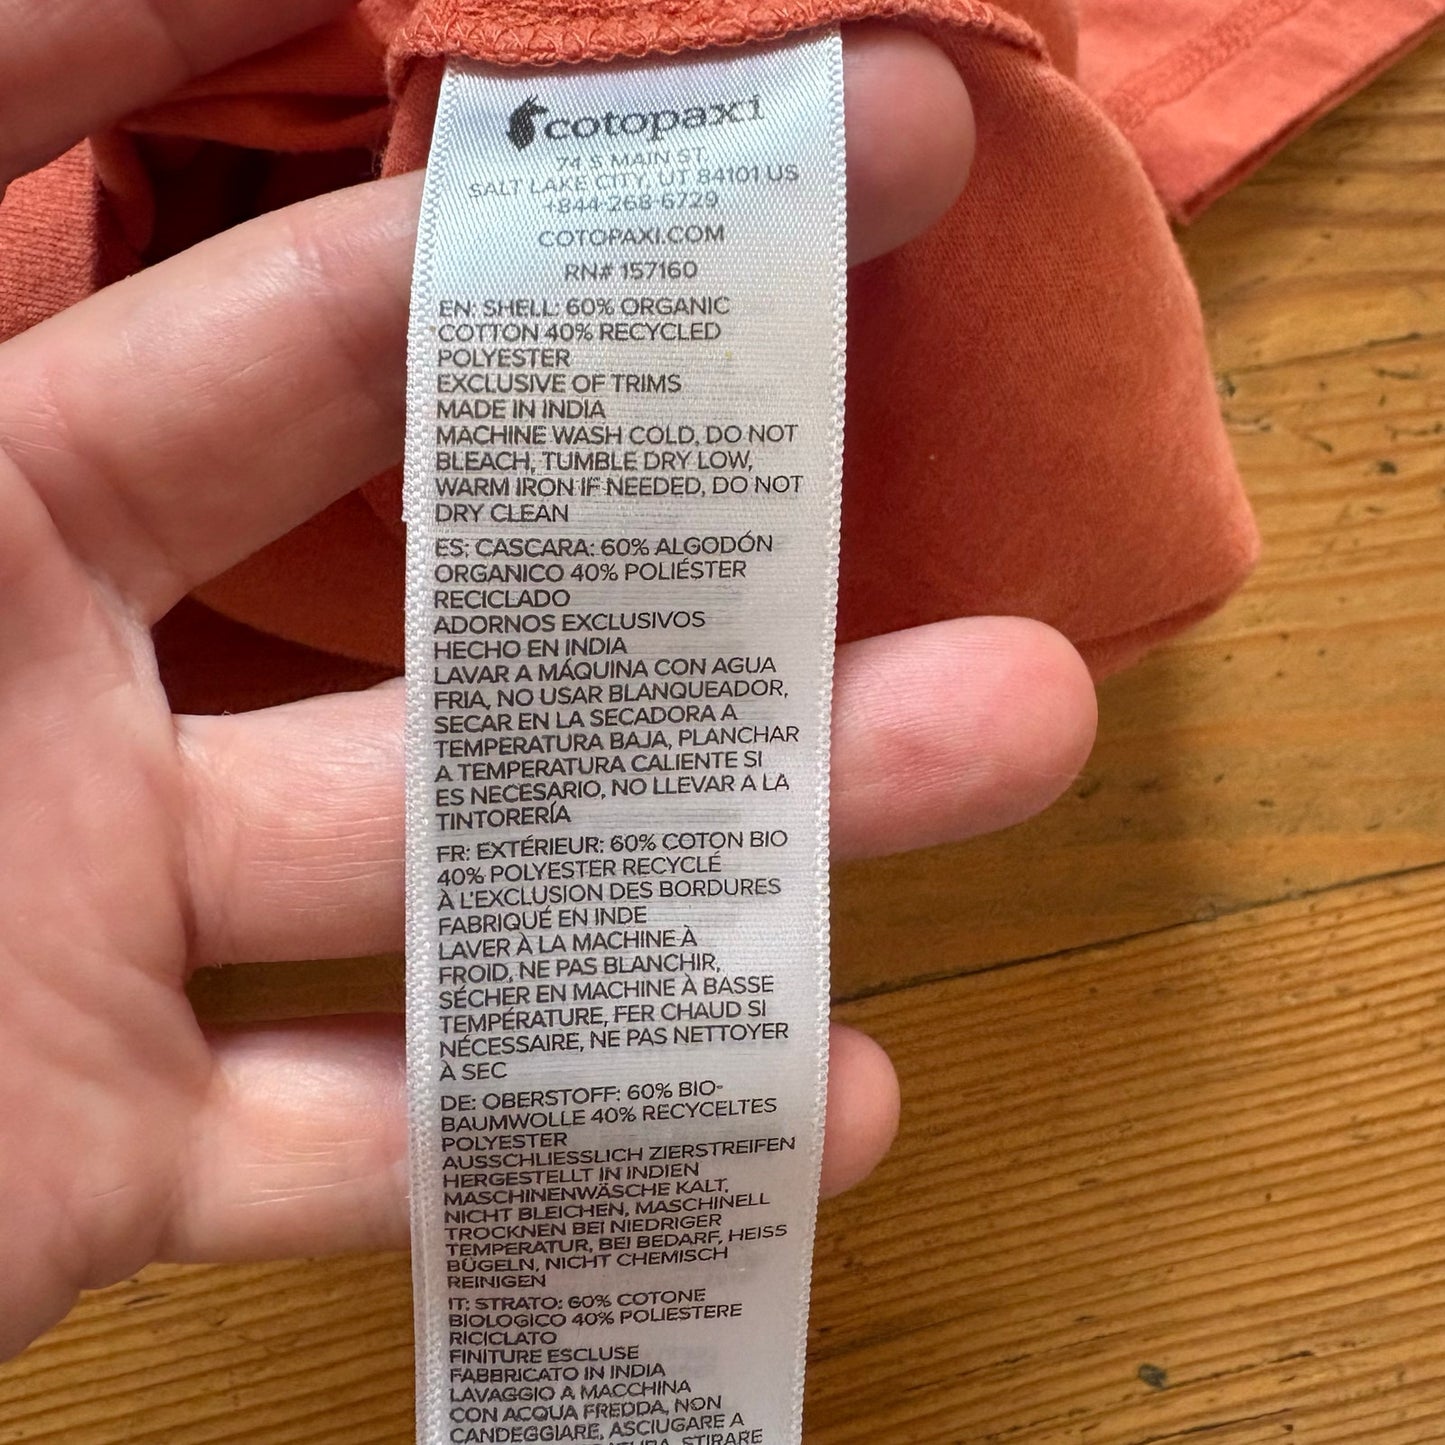 cotopaxi
74 S MAIN ST.
SALT LAKE CITY, UT 84101 US
+844-268-6729
COTOPAXI.COM
RN# 157160
EN: SHELL: 60% ORGANIC
COTTON 40% RECYCLED
POLYESTER
EXCLUSIVE OF TRIMS
MADE IN INDIA
MACHINE WASH COLD, DO NOT
BLEACH, TUMBLE DRY LOW,
WARM IRON IF NEEDED, DO NOT
DRY CLEAN
ES: CASCARA: 60% ALGODÓN
ORGANICO 40% POLIÉSTER
RECICLADO
ADORNOS EXCLUSIVOS
HECHO EN INDIA
LAVAR A MÁQUINA CON AGUA
FRIA, NO USAR BLANQUEADOR,
SECAR EN LA SECADORA A
TEMPERATURA BAJA, PLANCHAR
A TEMPERATURA CALIENTE SI
ES NECESARIO, NO LLEVAR A LA
TINTORERÍA
FR: EXTÉRIEUR: 60% COTON BIO
40% POLYESTER RECYCLÉ
À L'EXCLUSION DES BORDURES
FABRIQUÉ EN INDE
LAVER À LA MACHINE À
FROID, NE PAS BLANCHIR,
SÉCHER EN MACHINE À BASSE
TEMPÉRATURE, FER CHAUD SI
NÉCESSAIRE, NE PAS NETTOYER
À SEC
DE: OBERSTOFF: 60% BIO-
BAUMWOLLE 40% RECYCELTES
POLYESTER
AUSSCHLIESSLICH ZIERSTREIFEN
HERGESTELLT IN INDIEN
MASCHINENWÄSCHE KALT,
NICHT BLEICHEN, MASCHINELL
TROCKNEN BEI NIEDRIGER
TEMPERATUR, BEI BEDARF, HEISS
BÜGELN, NICHT CHEMISCH
REINIGEN
IT: STRATO: 60% COTONE
BIOLOGICO 40% POLIESTERE
RICICLATO
FINITURE ESCLUSE
FABBRICATO IN INDIA
LAVAGGIO A MACCHINA
CON ACQUA FREDDA, NON
CANDEGGIARE, ASCIUGARE A
STIRARE